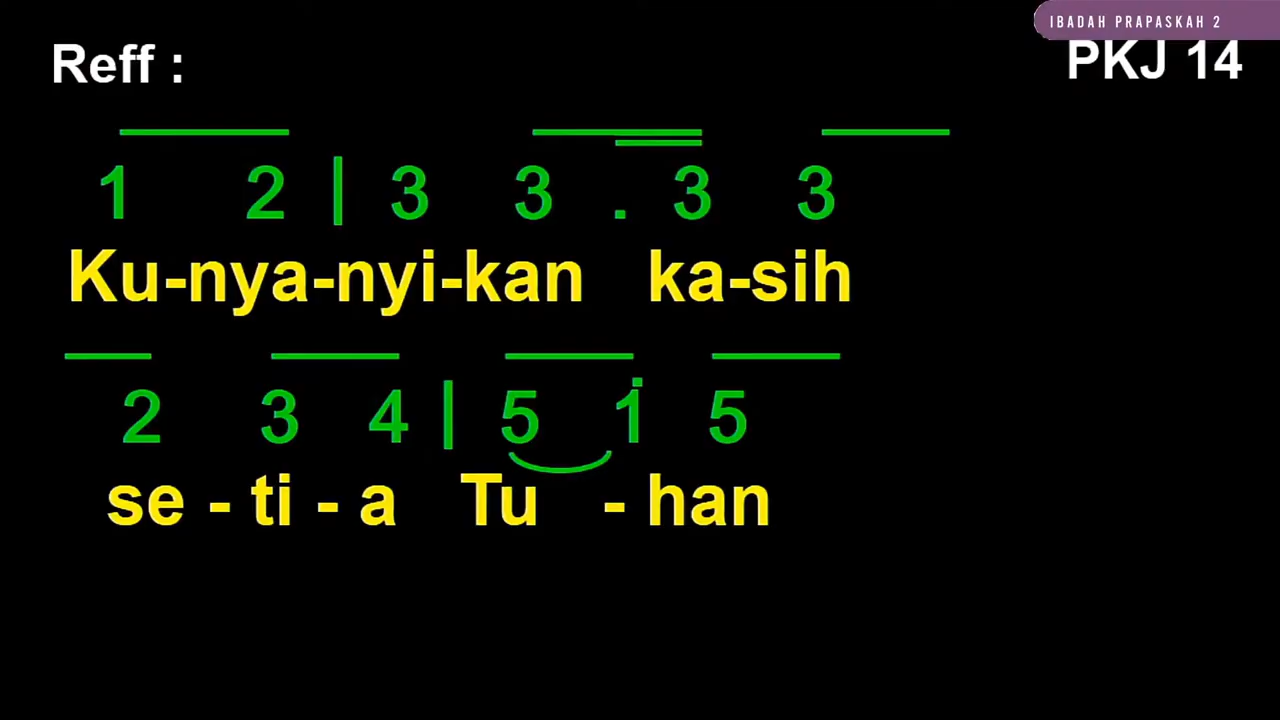 IBADAH PRAPASKAH 2
Reff : PKJ 14
1 2 | 3 3 . 3 3
Ku-nya-nyi-kan ka-sih
2 3 4 | 5 1̇ 5
se - ti - a Tu - han